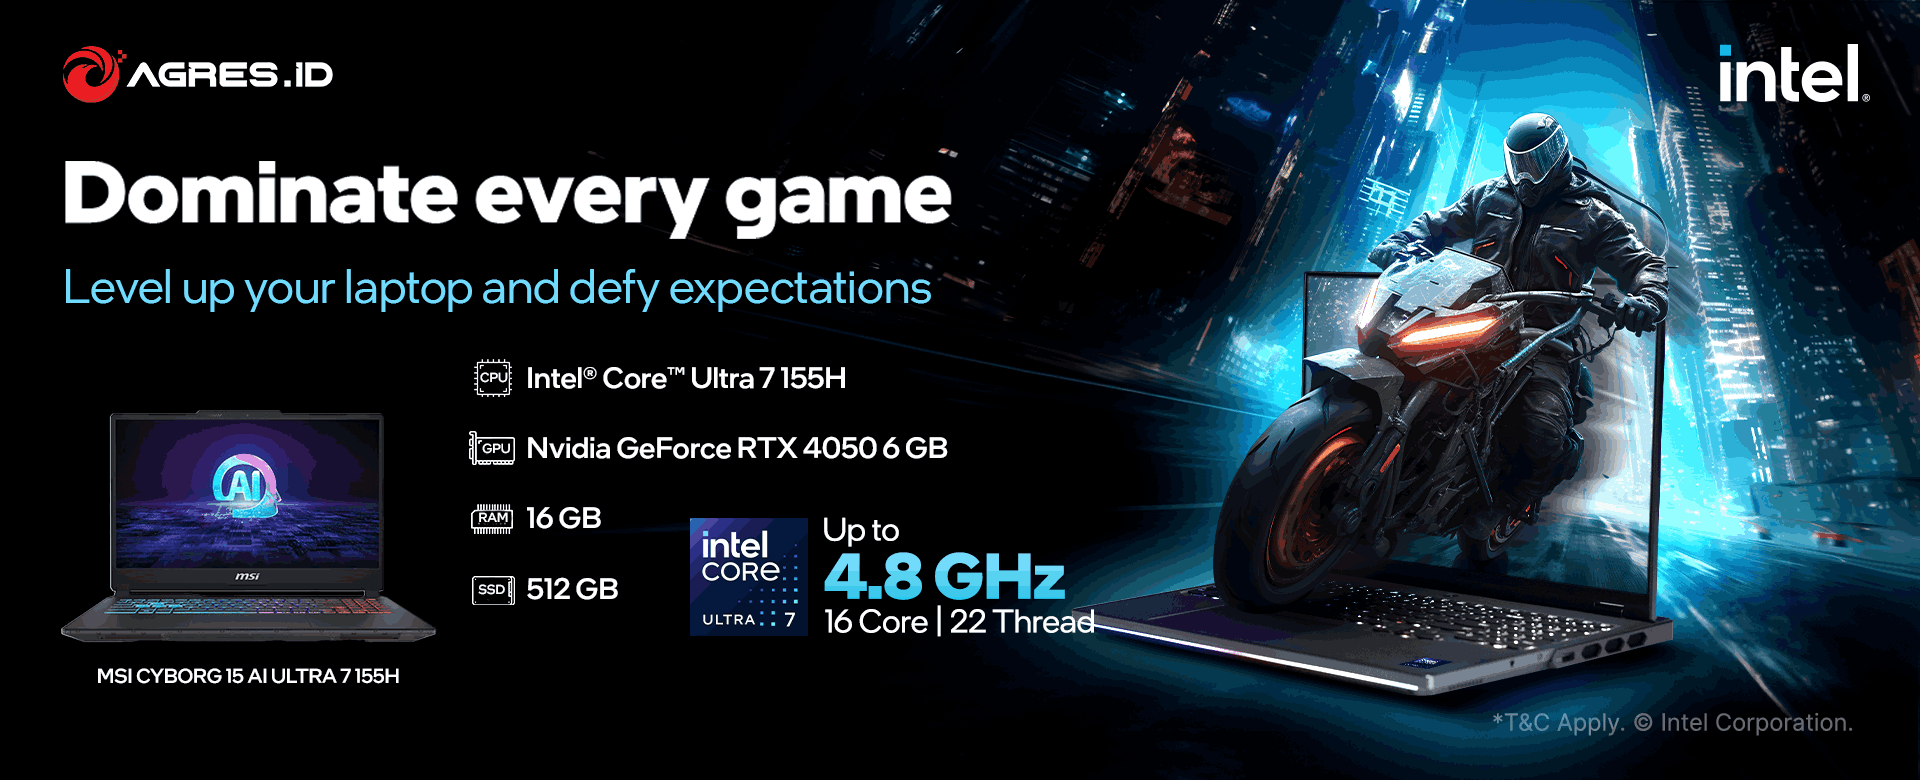 AGRES.ID
intel®
Dominate every game
Level up your laptop and defy expectations
CPU Intel® Core™ Ultra 7 155H
GPU Nvidia GeForce RTX 4050 6 GB
RAM 16 GB
SSD 512 GB
AI
msi
MSI CYBORG 15 AI ULTRA 7 155H
intel
CORE
ULTRA 7
Up to
4.8 GHz
16 Core | 22 Thread
*T&C Apply. © Intel Corporation.